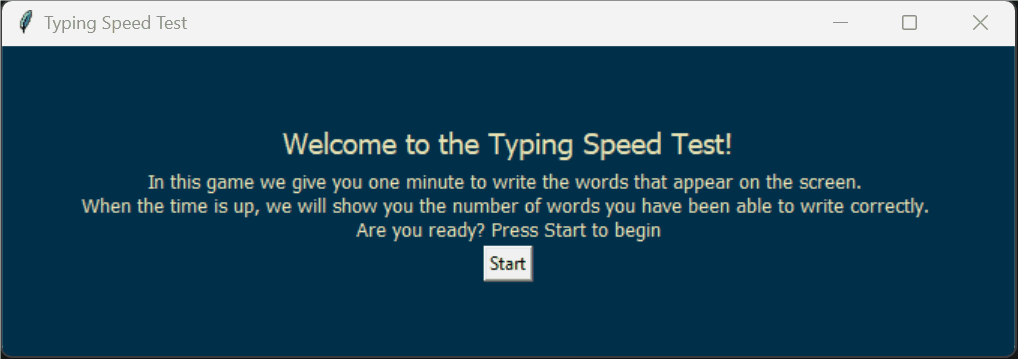 Typing Speed Test
Welcome to the Typing Speed Test!
In this game we give you one minute to write the words that appear on the screen.
When the time is up, we will show you the number of words you have been able to write correctly.
Are you ready? Press Start to begin
Start